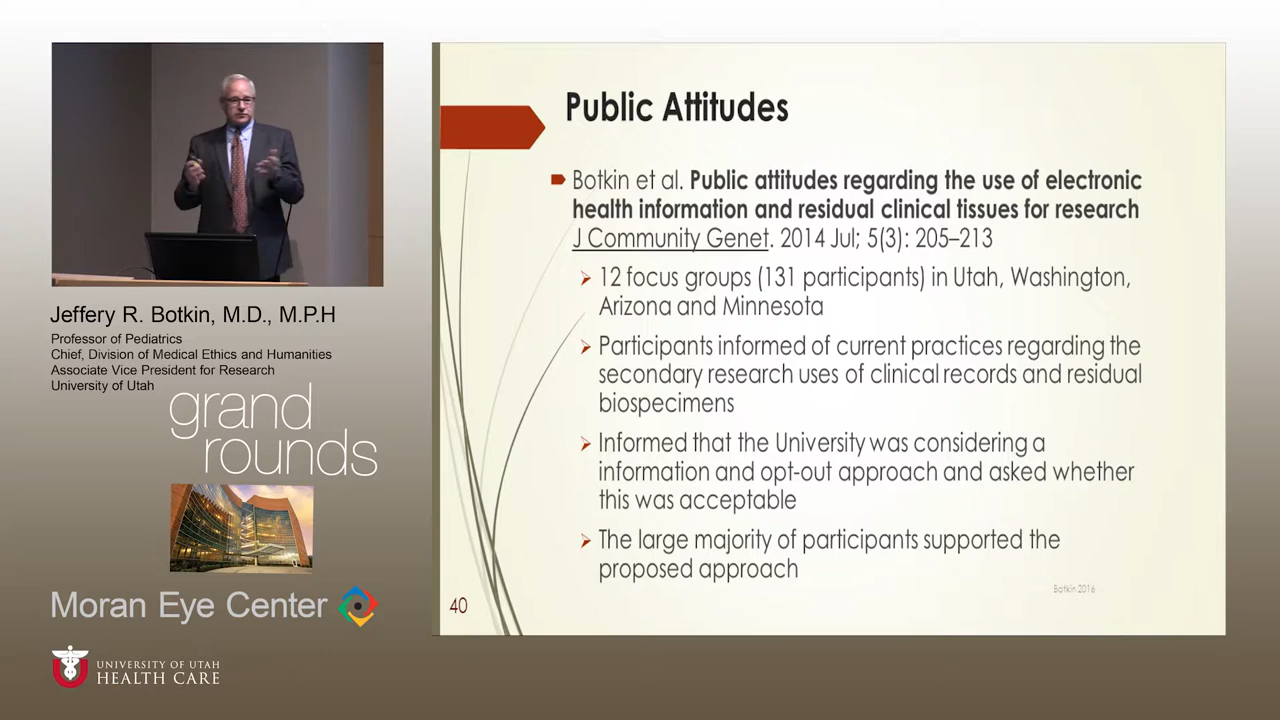 Jeffery R. Botkin, M.D., M.P.H
Professor of Pediatrics
Chief, Division of Medical Ethics and Humanities
Associate Vice President for Research
University of Utah
grand
rounds
Moran Eye Center
UNIVERSITY OF UTAH
HEALTH CARE
Public Attitudes
Botkin et al. Public attitudes regarding the use of electronic
health information and residual clinical tissues for research
J Community Genet. 2014 Jul; 5(3): 205–213
12 focus groups (131 participants) in Utah, Washington,
Arizona and Minnesota
Participants informed of current practices regarding the
secondary research uses of clinical records and residual
biospecimens
Informed that the University was considering a
information and opt-out approach and asked whether
this was acceptable
The large majority of participants supported the
proposed approach
Botkin 2016
40